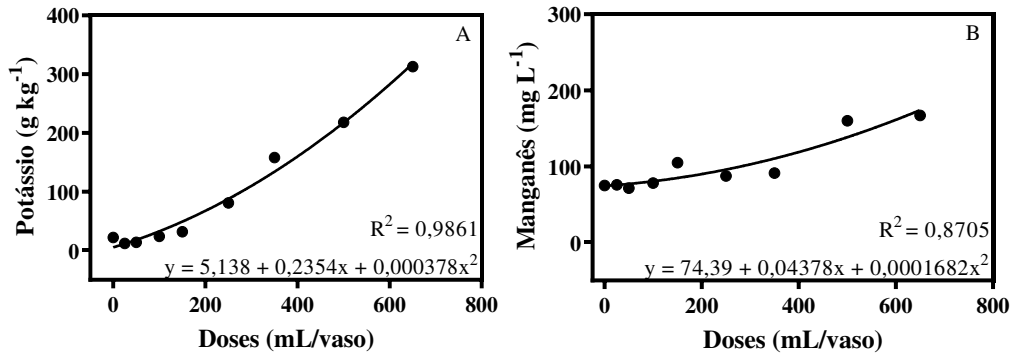 A
Potássio (g kg⁻¹)
400
300
200
100
0
R² = 0,9861
y = 5,138 + 0,2354x + 0,000378x²
0 200 400 600 800
Doses (mL/vaso)
B
Manganês (mg L⁻¹)
300
200
100
0
R² = 0,8705
y = 74,39 + 0,04378x + 0,0001682x²
0 200 400 600 800
Doses (mL/vaso)